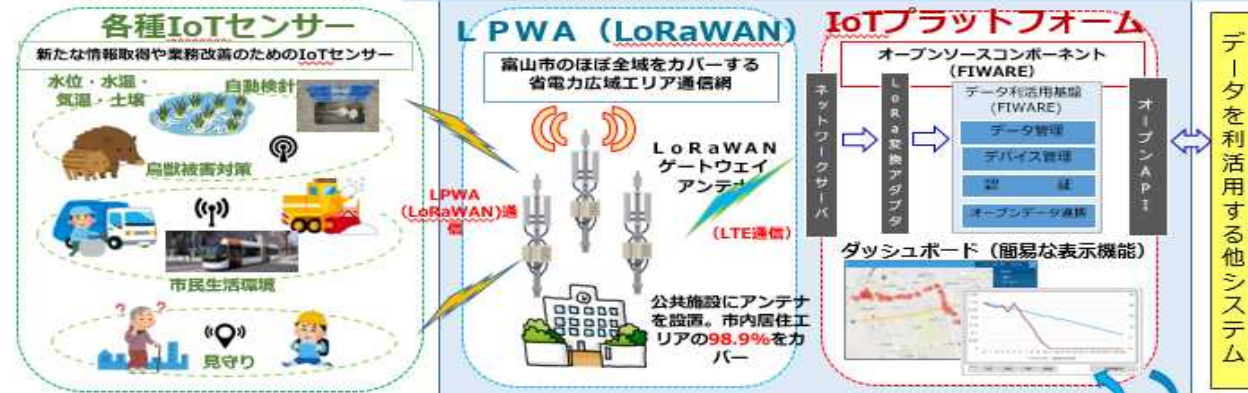 各種IoTセンサー
新たな情報取得や業務改善のためのIoTセンサー
水位・水温・
気温・土壌
自動検針
鳥獣被害対策
市民生活環境
見守り
LPWA
(LoRaWAN)通
信
LPWA（LoRaWAN）
富山市のほぼ全域をカバーする
省電力広域エリア通信網
LoRaWAN
ゲートウェイ
アンテナ
（LTE通信）
公共施設にアンテナ
を設置。市内居住エ
リアの98.9%をカ
バー
IoTプラットフォーム
オープンソースコンポーネント
（FIWARE）
ネットワークサーバ
LoRa変換アダプタ
データ利活用基盤
(FIWARE)
データ管理
デバイス管理
認　　証
オープンデータ連携
オープンAPI
ダッシュボード（簡易な表示機能）
データを利活用する他システム